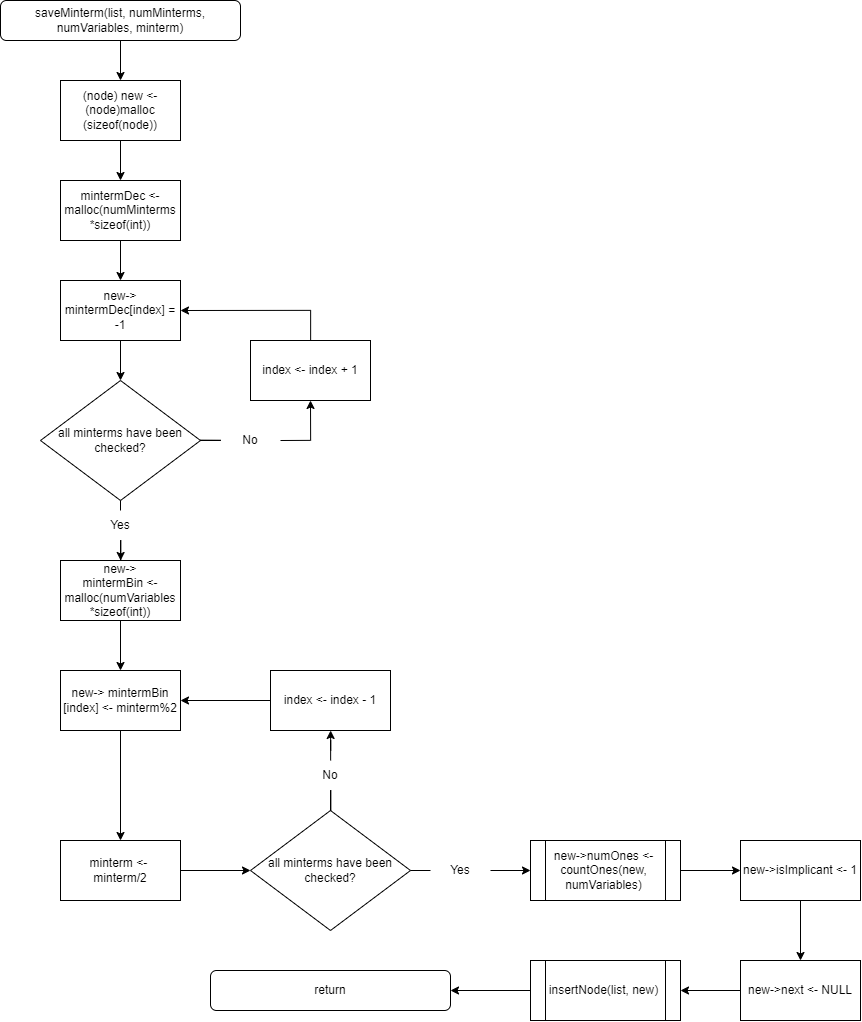 saveMinterm(list, numMinterms,
numVariables, minterm)
(node) new <-
(node)malloc
(sizeof(node))
mintermDec <-
malloc(numMinterms
*sizeof(int))
new->
mintermDec[index] =
-1
index <- index + 1
all minterms have been
checked?
No
Yes
new->
mintermBin <-
malloc(numVariables
*sizeof(int))
new-> mintermBin
[index] <- minterm%2
index <- index - 1
No
minterm <-
minterm/2
all minterms have been
checked?
Yes
new->numOnes <-
countOnes(new,
numVariables)
new->isImplicant <- 1
return
insertNode(list, new)
new->next <- NULL